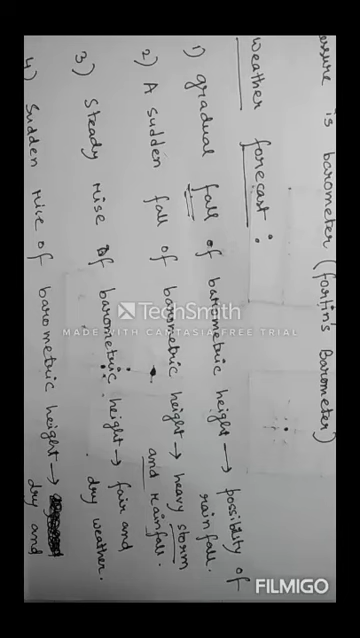 essure is barometer (fortin's Barometer)
weather forecast :
1) gradual fall of barometric height → possiblity of
rainfall.
2) A sudden fall of barometric height → heavy storm
and rainfall.
3) Steady rise of barometric height → fair and
dry weather.
4) Sudden rise of barometric height →
dry and
TechSmith
MADE WITH CAMTASIA FREE TRIAL
FILMIGO